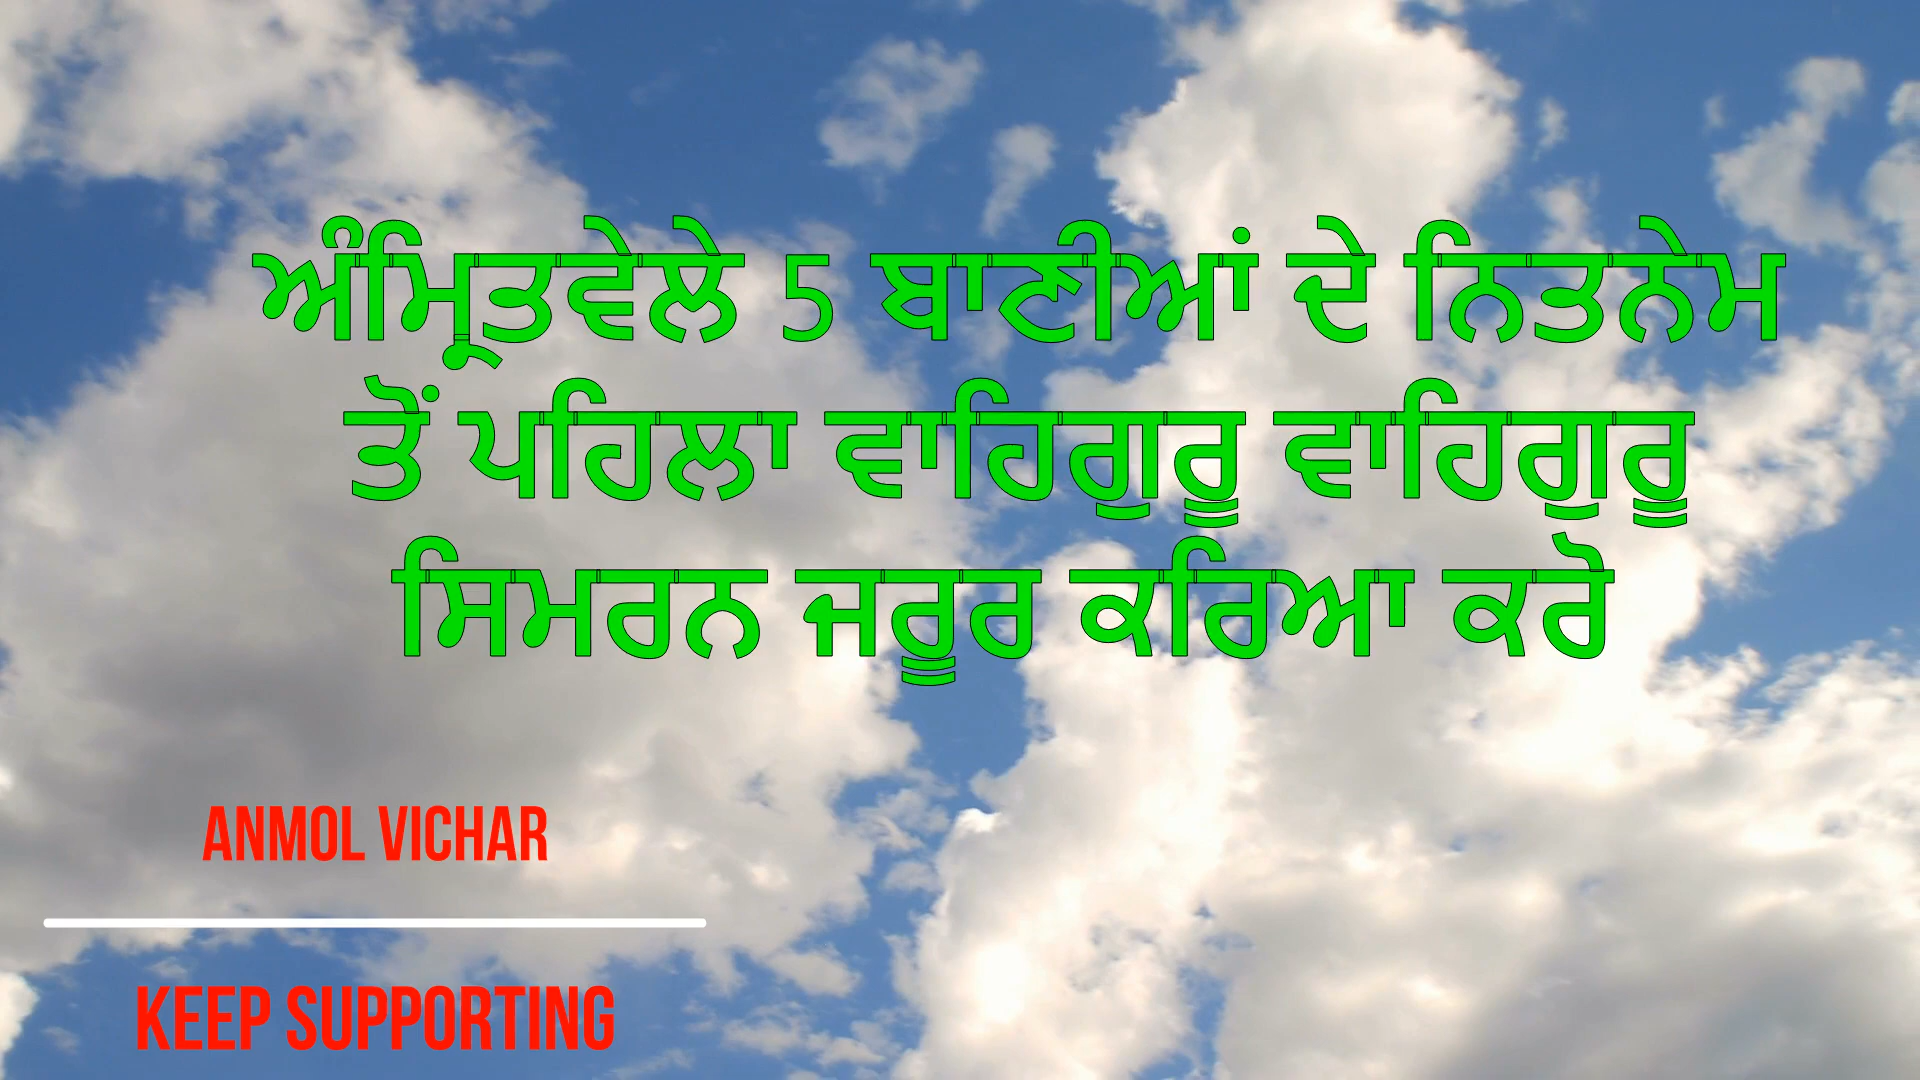 ਅੰਮ੍ਰਿਤਵੇਲੇ 5 ਬਾਣੀਆਂ ਦੇ ਨਿਤਨੇਮ
ਤੋਂ ਪਹਿਲਾ ਵਾਹਿਗੁਰੂ ਵਾਹਿਗੁਰੂ
ਸਿਮਰਨ ਜਰੂਰ ਕਰਿਆ ਕਰੋ
ANMOL VICHAR
KEEP SUPPORTING